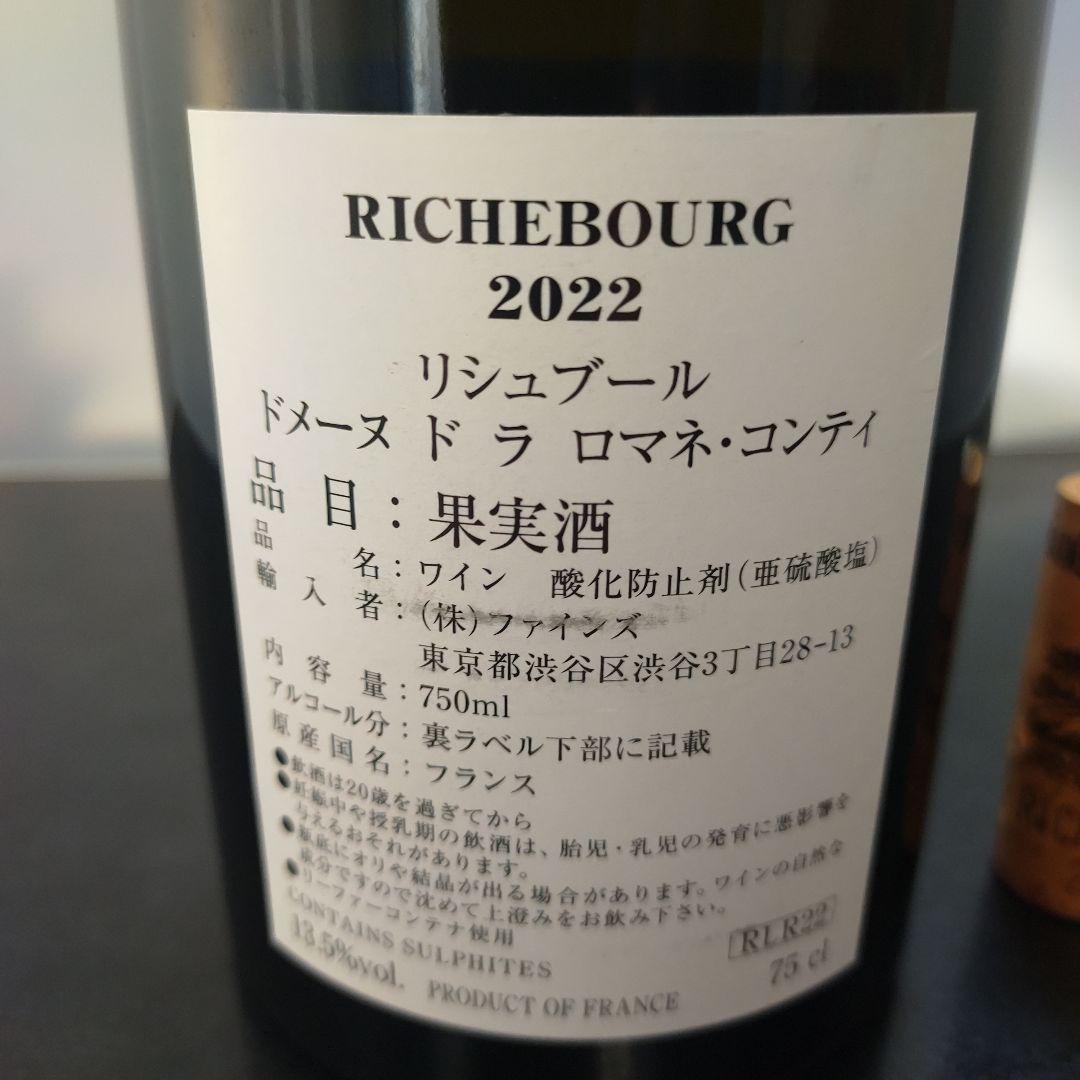 RICHEBOURG
2022
リシュブール
ドメーヌ ド ラ ロマネ・コンティ
品 目：果実酒
品 名：ワイン 酸化防止剤(亜硫酸塩)
輸 入 者：(株)ファインズ
東京都渋谷区渋谷3丁目28-13
内 容 量：750ml
アルコール分：裏ラベル下部に記載
原 産 国 名：フランス
●飲酒は20歳を過ぎてから
●妊娠中や授乳期の飲酒は、胎児・乳児の発育に悪影響を
与えるおそれがあります。
●瓶底にオリや結晶が出る場合があります。ワインの自然な
成分ですので沈めて上澄みをお飲み下さい。
●リーファーコンテナ使用
CONTAINS SULPHITES
RLR22
13.5%vol. PRODUCT OF FRANCE 75 cl